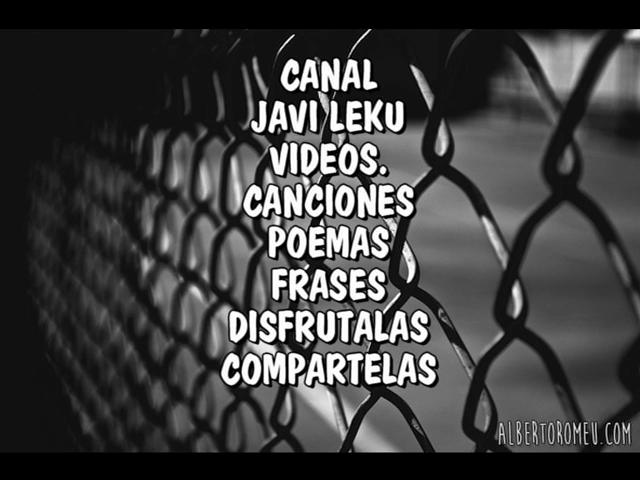 CANAL
JAVI LEKU
VIDEOS.
CANCIONES
POEMAS
FRASES
DISFRUTALAS
COMPARTELAS
ALBERTOROMEU.COM